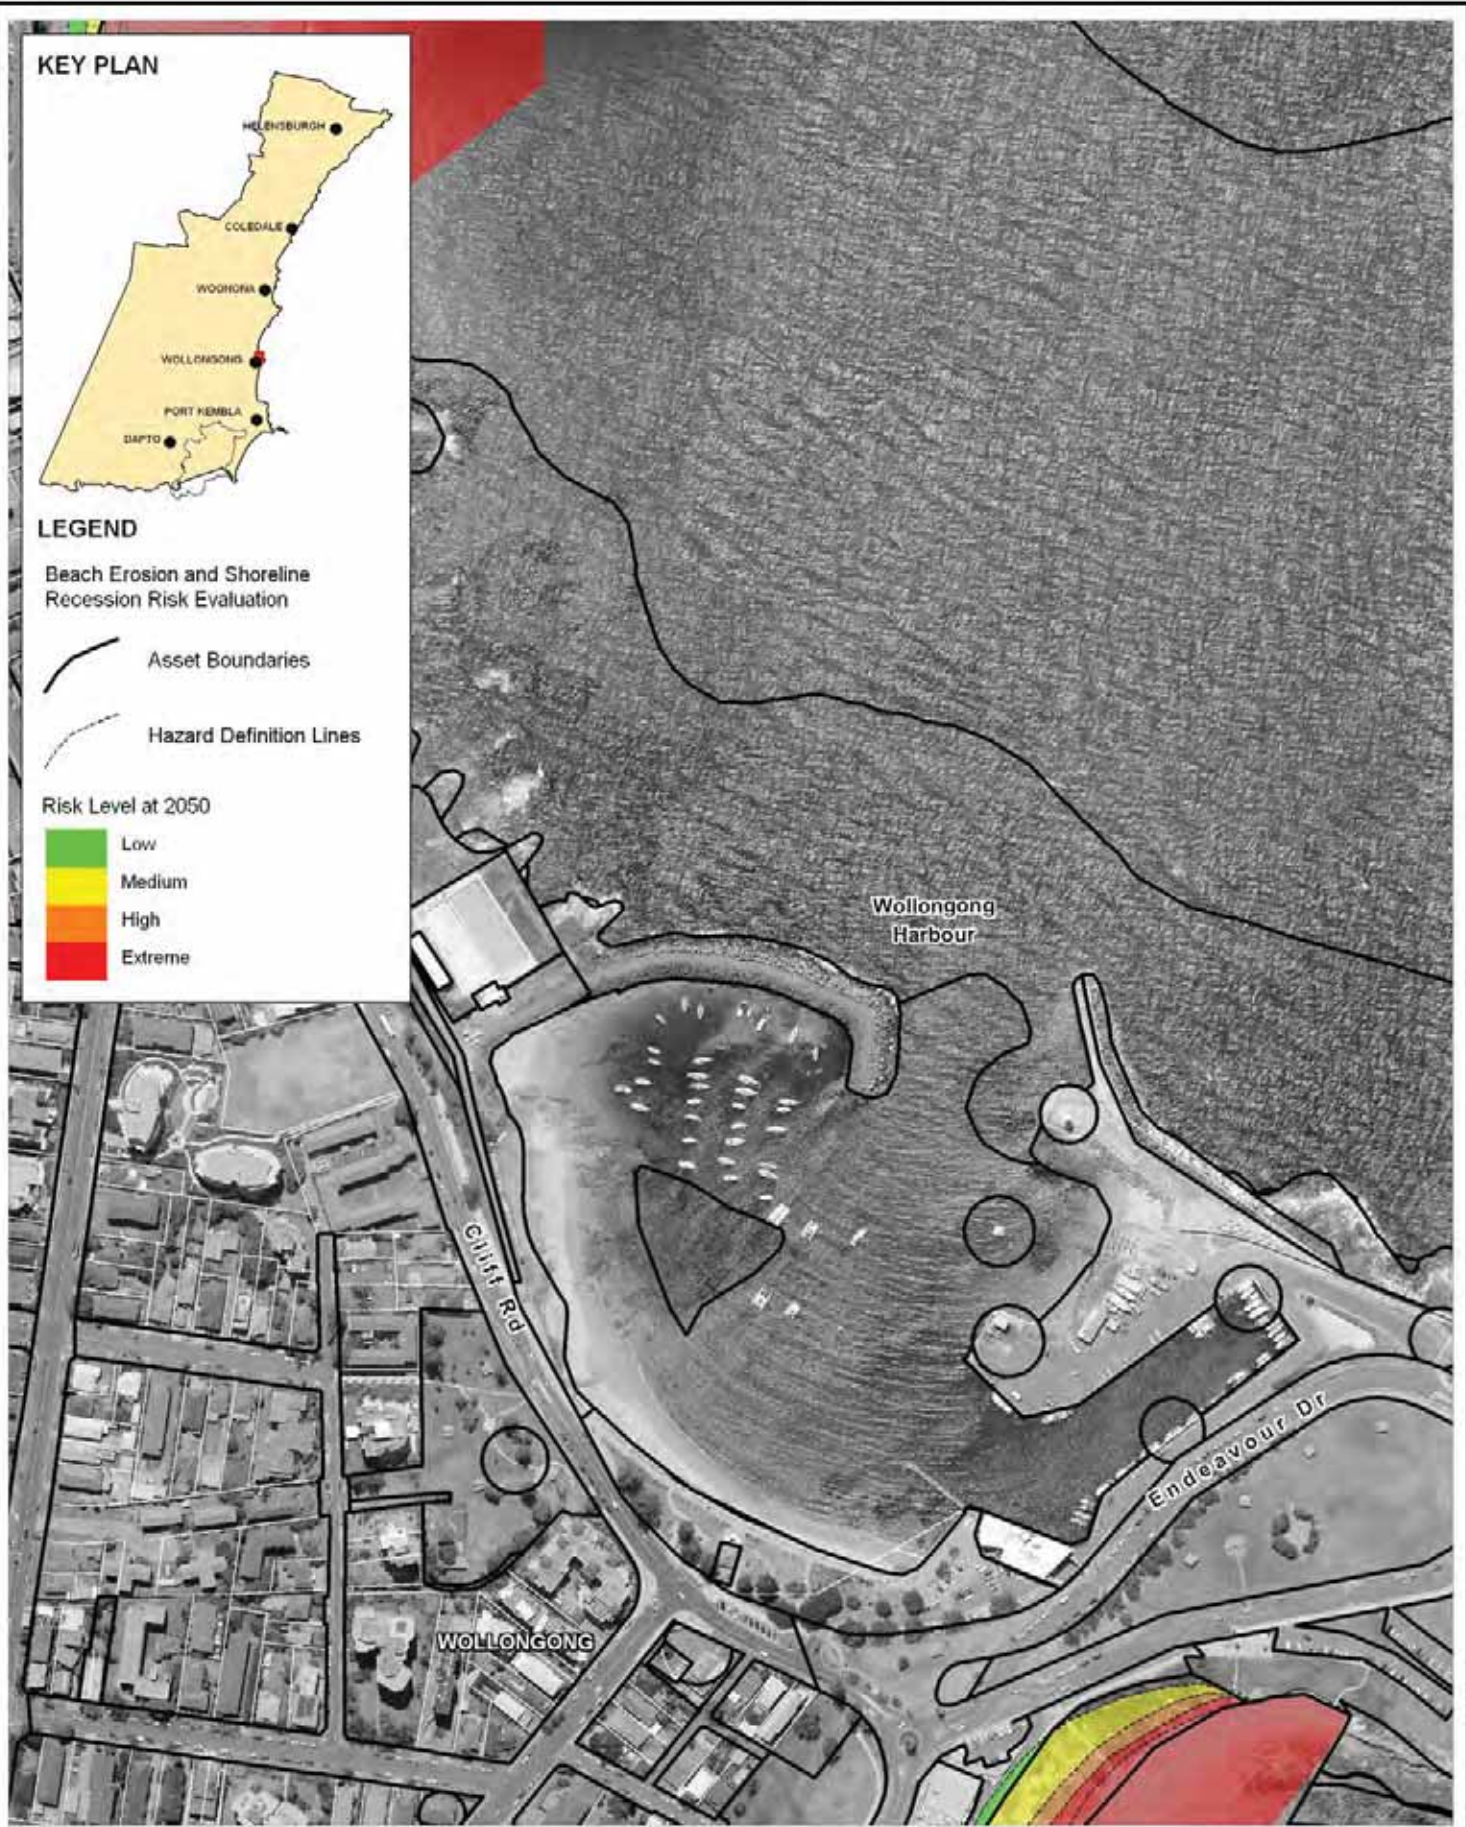 KEY PLAN
HELENSBURGH
COLEDALE
WOONONA
WOLLONGONG
PORT KEMBLA
DAPTO
LEGEND
Beach Erosion and Shoreline
Recession Risk Evaluation
Asset Boundaries
Hazard Definition Lines
Risk Level at 2050
Low
Medium
High
Extreme
Wollongong
Harbour
Cliff Rd
Endeavour Dr
WOLLONGONG